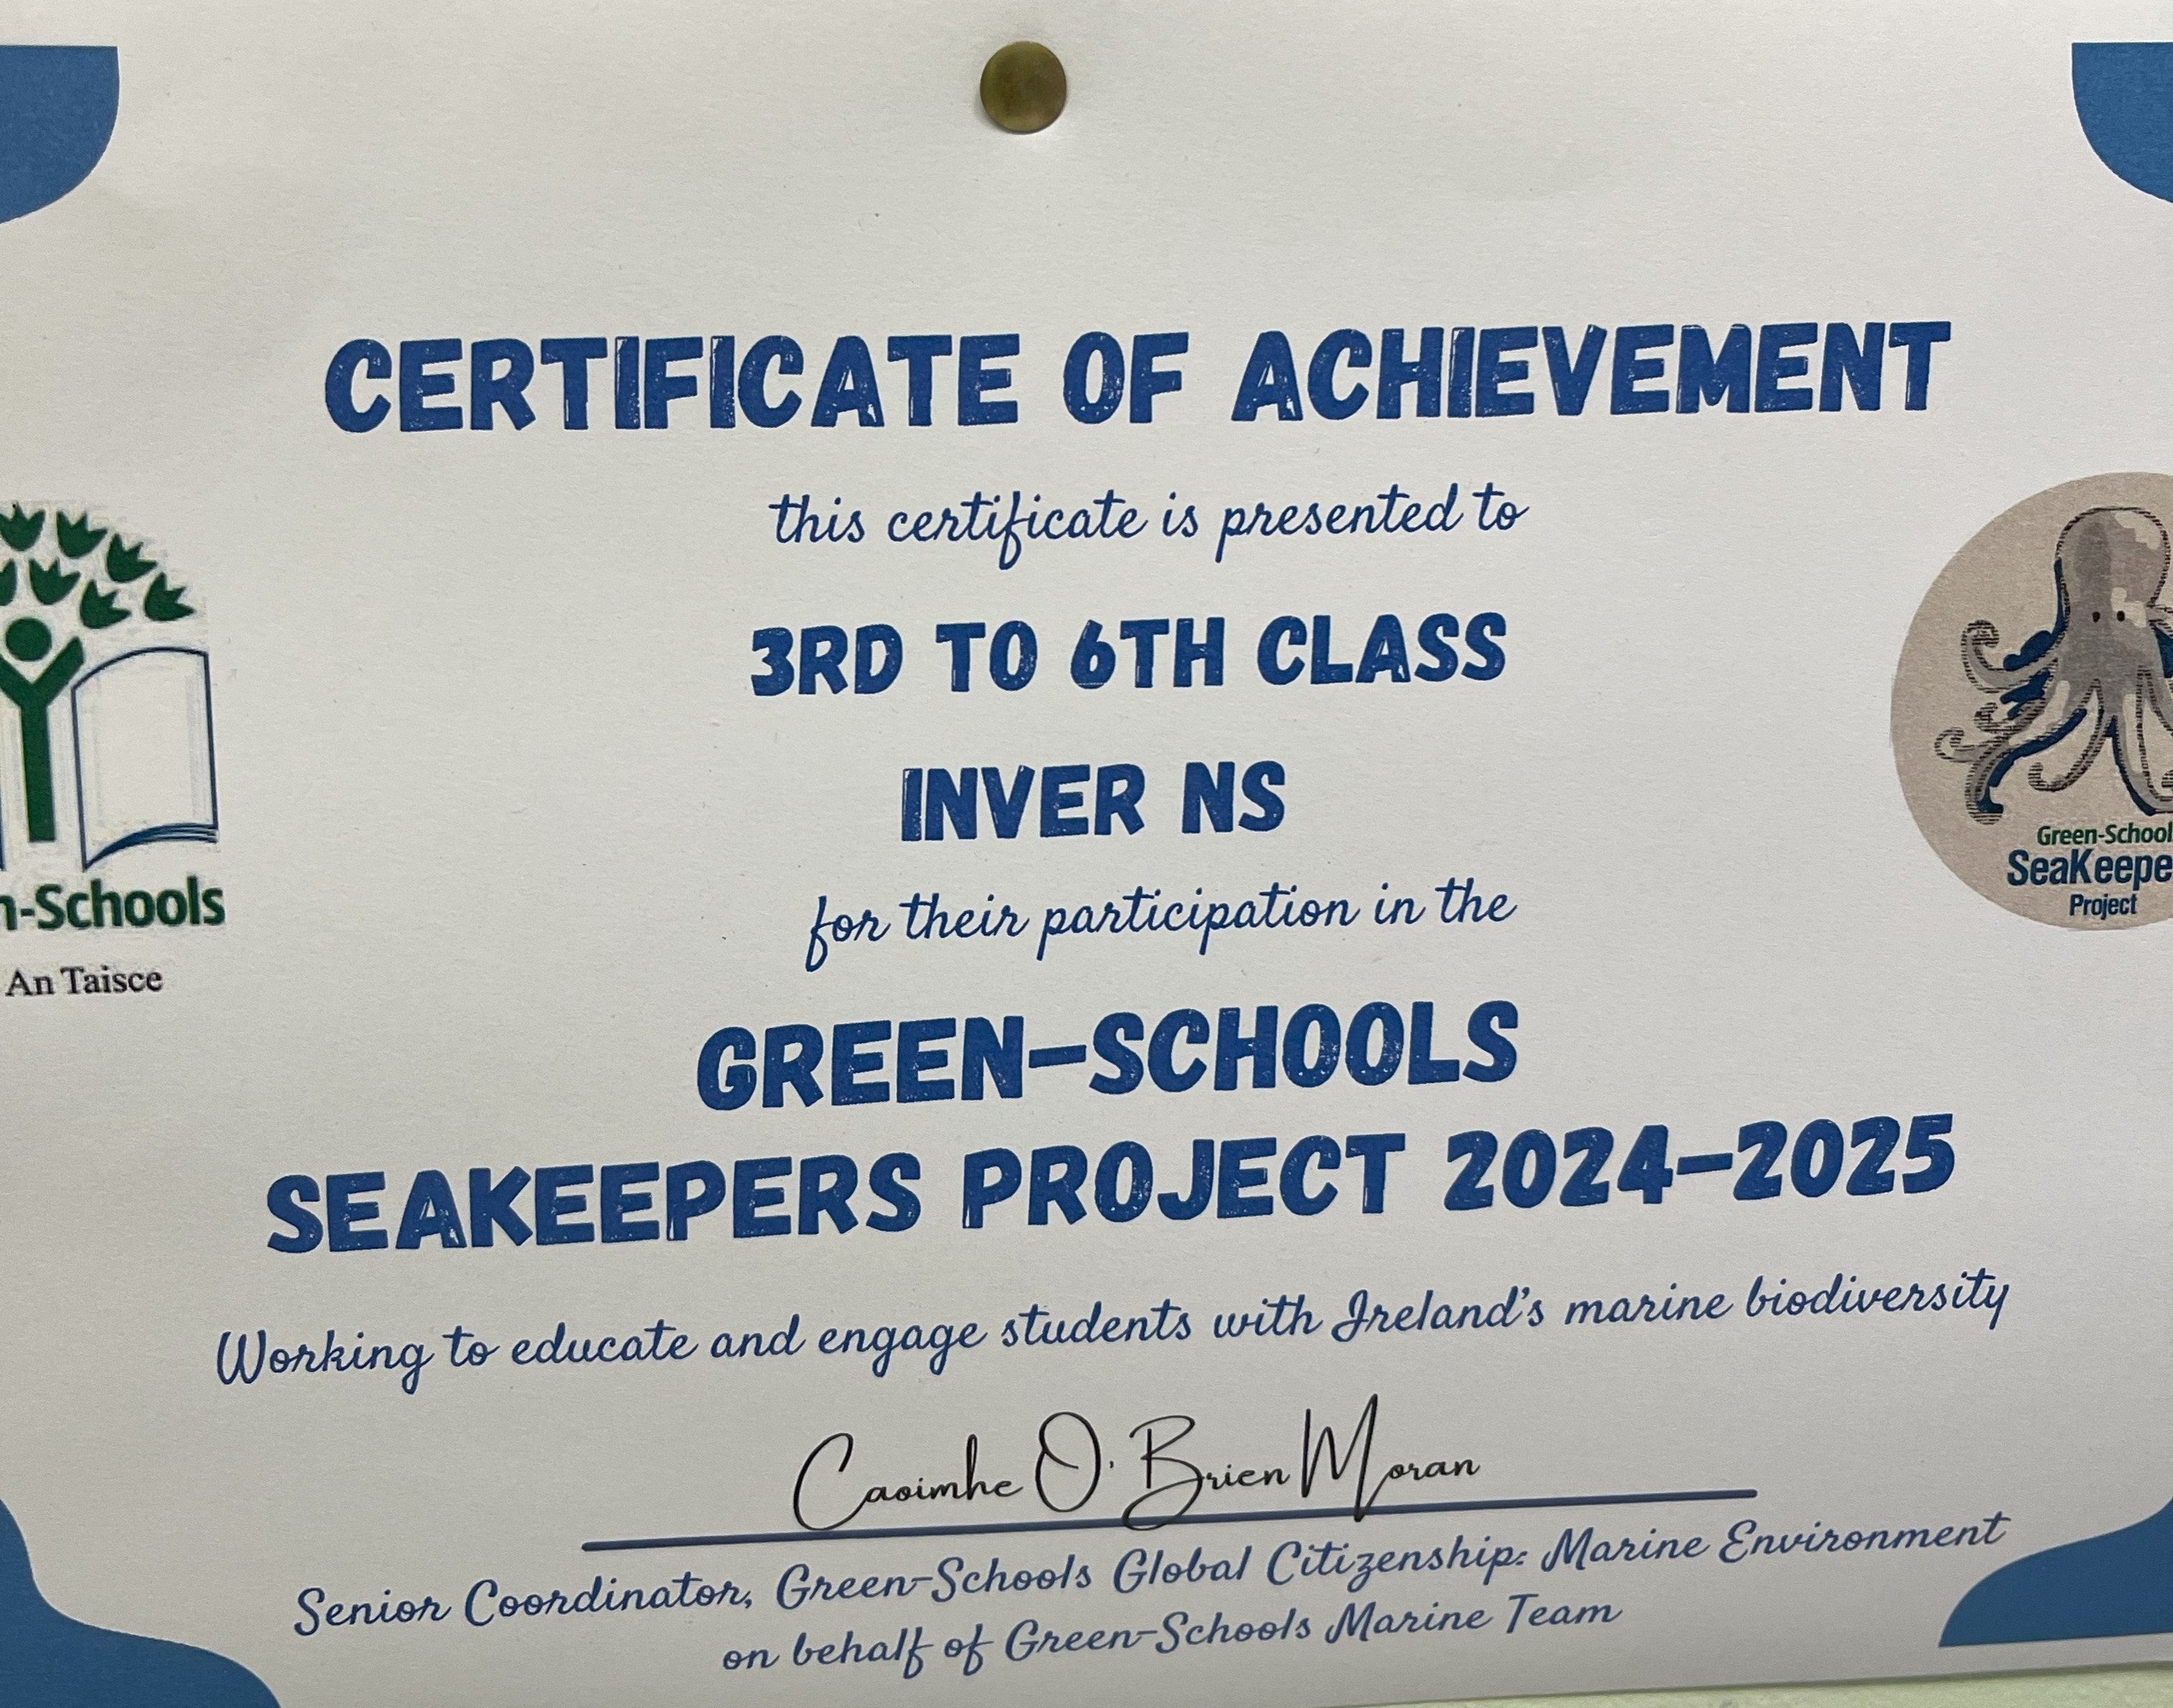 CERTIFICATE OF ACHIEVEMENT
this certificate is presented to
3RD TO 6TH CLASS
INVER NS
for their participation in the
GREEN-SCHOOLS
SEAKEEPERS PROJECT 2024-2025
Working to educate and engage students with Ireland's marine biodiversity
Caoimhe O'Brien Moran
Senior Coordinator, Green-Schools Global Citizenship: Marine Environment
on behalf of Green-Schools Marine Team
n-Schools
An Taisce
Green-School
SeaKeepe
Project